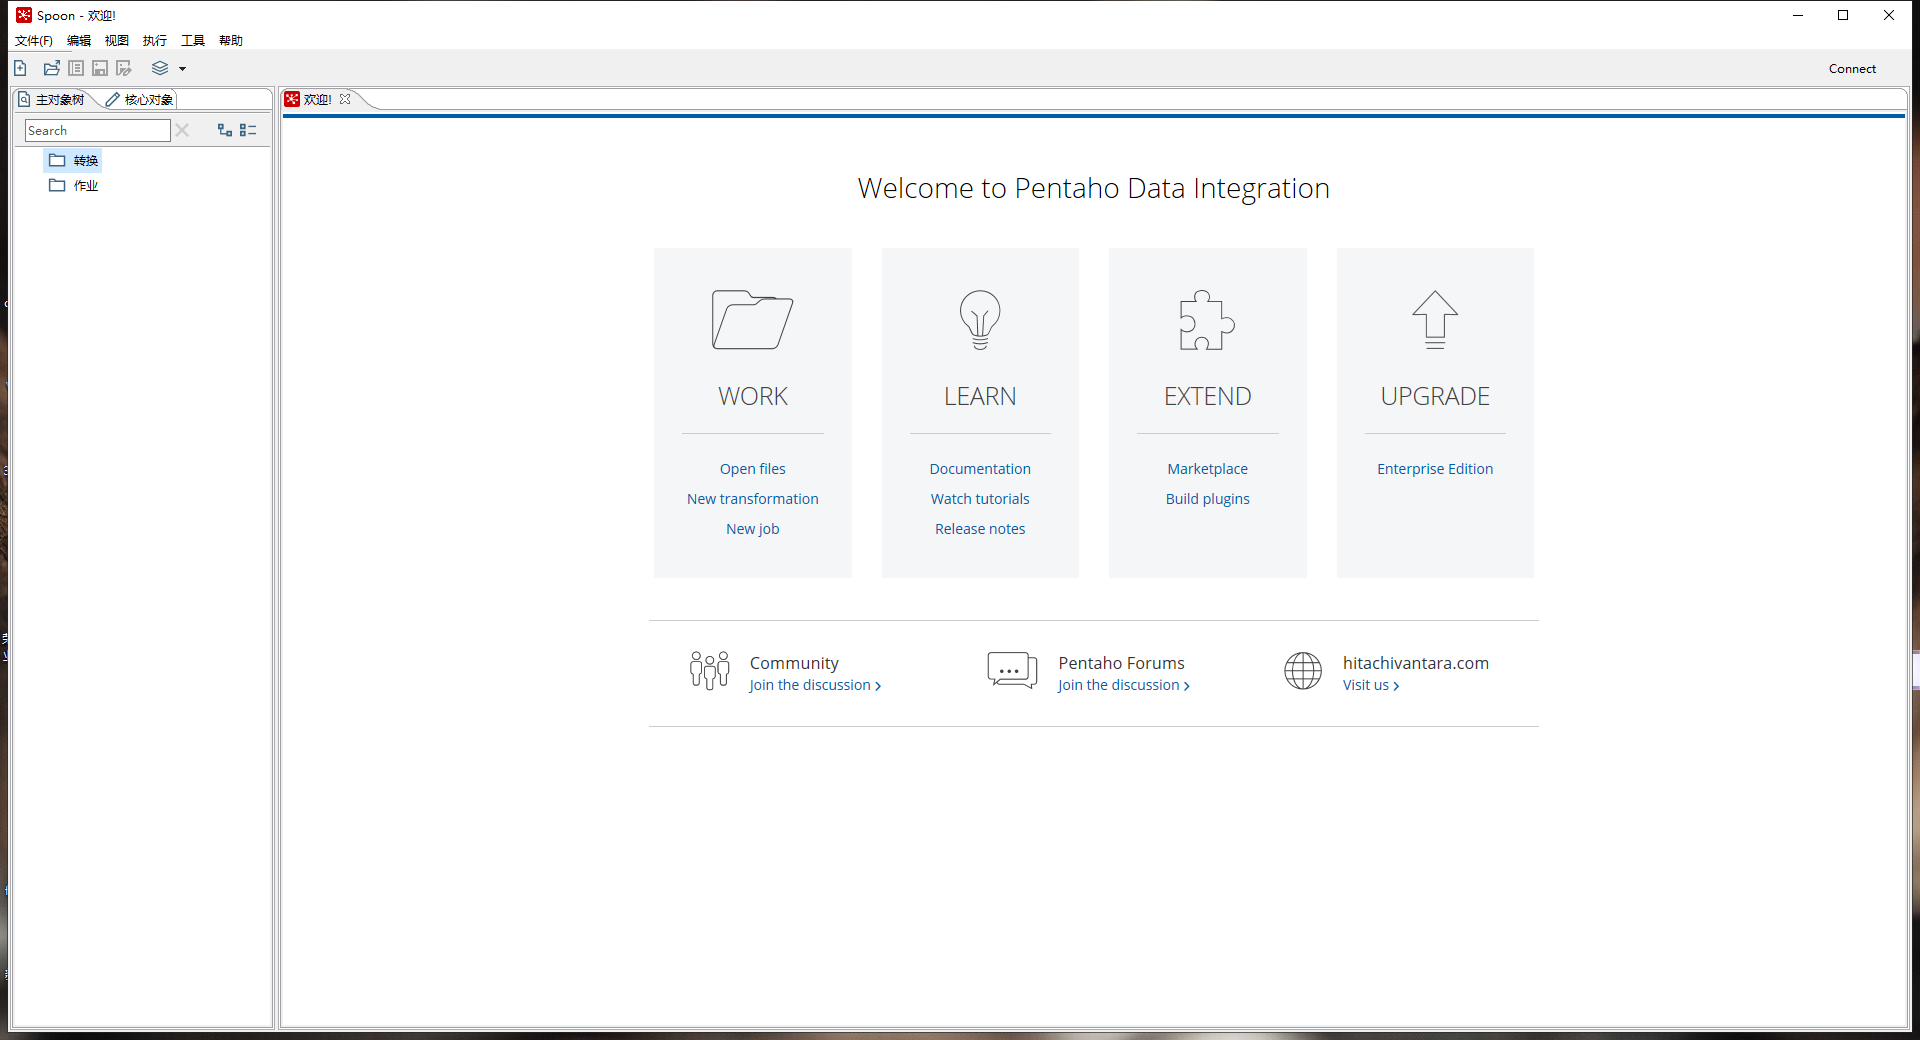 Spoon - 欢迎!
文件(F) 编辑 视图 执行 工具 帮助
Connect
主对象树 核心对象
欢迎!
Search
转换
作业
Welcome to Pentaho Data Integration
WORK
Open files
New transformation
New job
LEARN
Documentation
Watch tutorials
Release notes
EXTEND
Marketplace
Build plugins
UPGRADE
Enterprise Edition
Community
Join the discussion
Pentaho Forums
Join the discussion
hitachivantara.com
Visit us